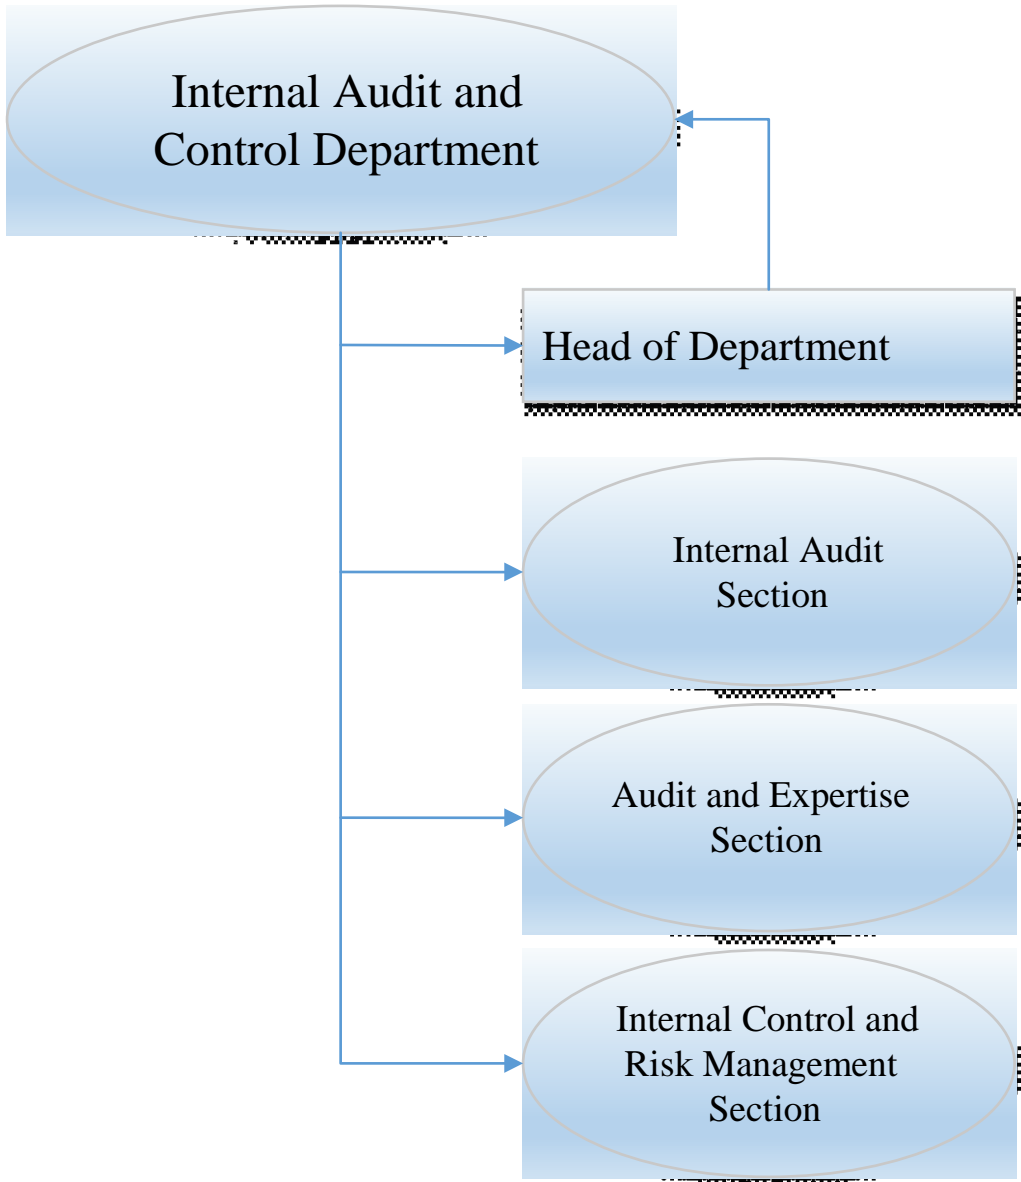 Internal Audit and
Control Department
Head of Department
Internal Audit
Section
Audit and Expertise
Section
Internal Control and
Risk Management
Section